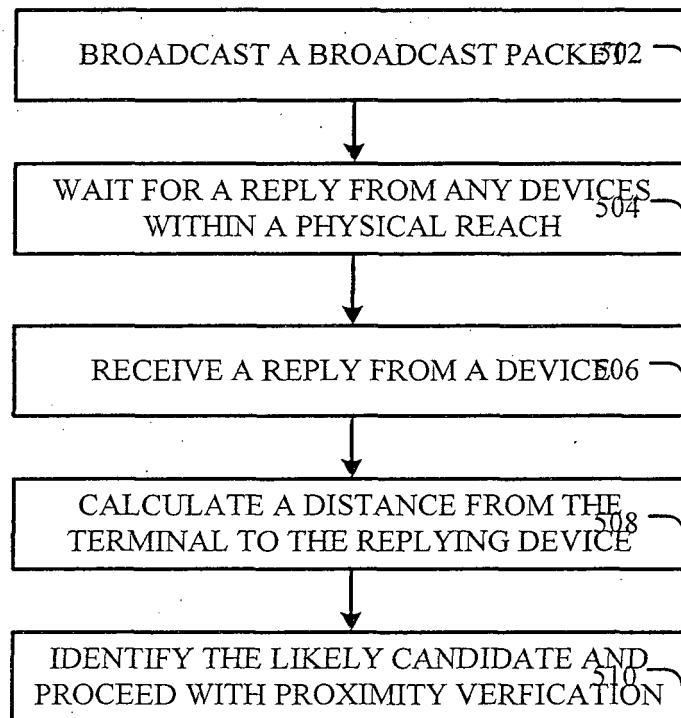 BROADCAST A BROADCAST PACKET 502
WAIT FOR A REPLY FROM ANY DEVICES
WITHIN A PHYSICAL REACH 504
RECEIVE A REPLY FROM A DEVICE 506
CALCULATE A DISTANCE FROM THE
TERMINAL TO THE REPLYING DEVICE 508
IDENTIFY THE LIKELY CANDIDATE AND
PROCEED WITH PROXIMITY VERFICATION 510